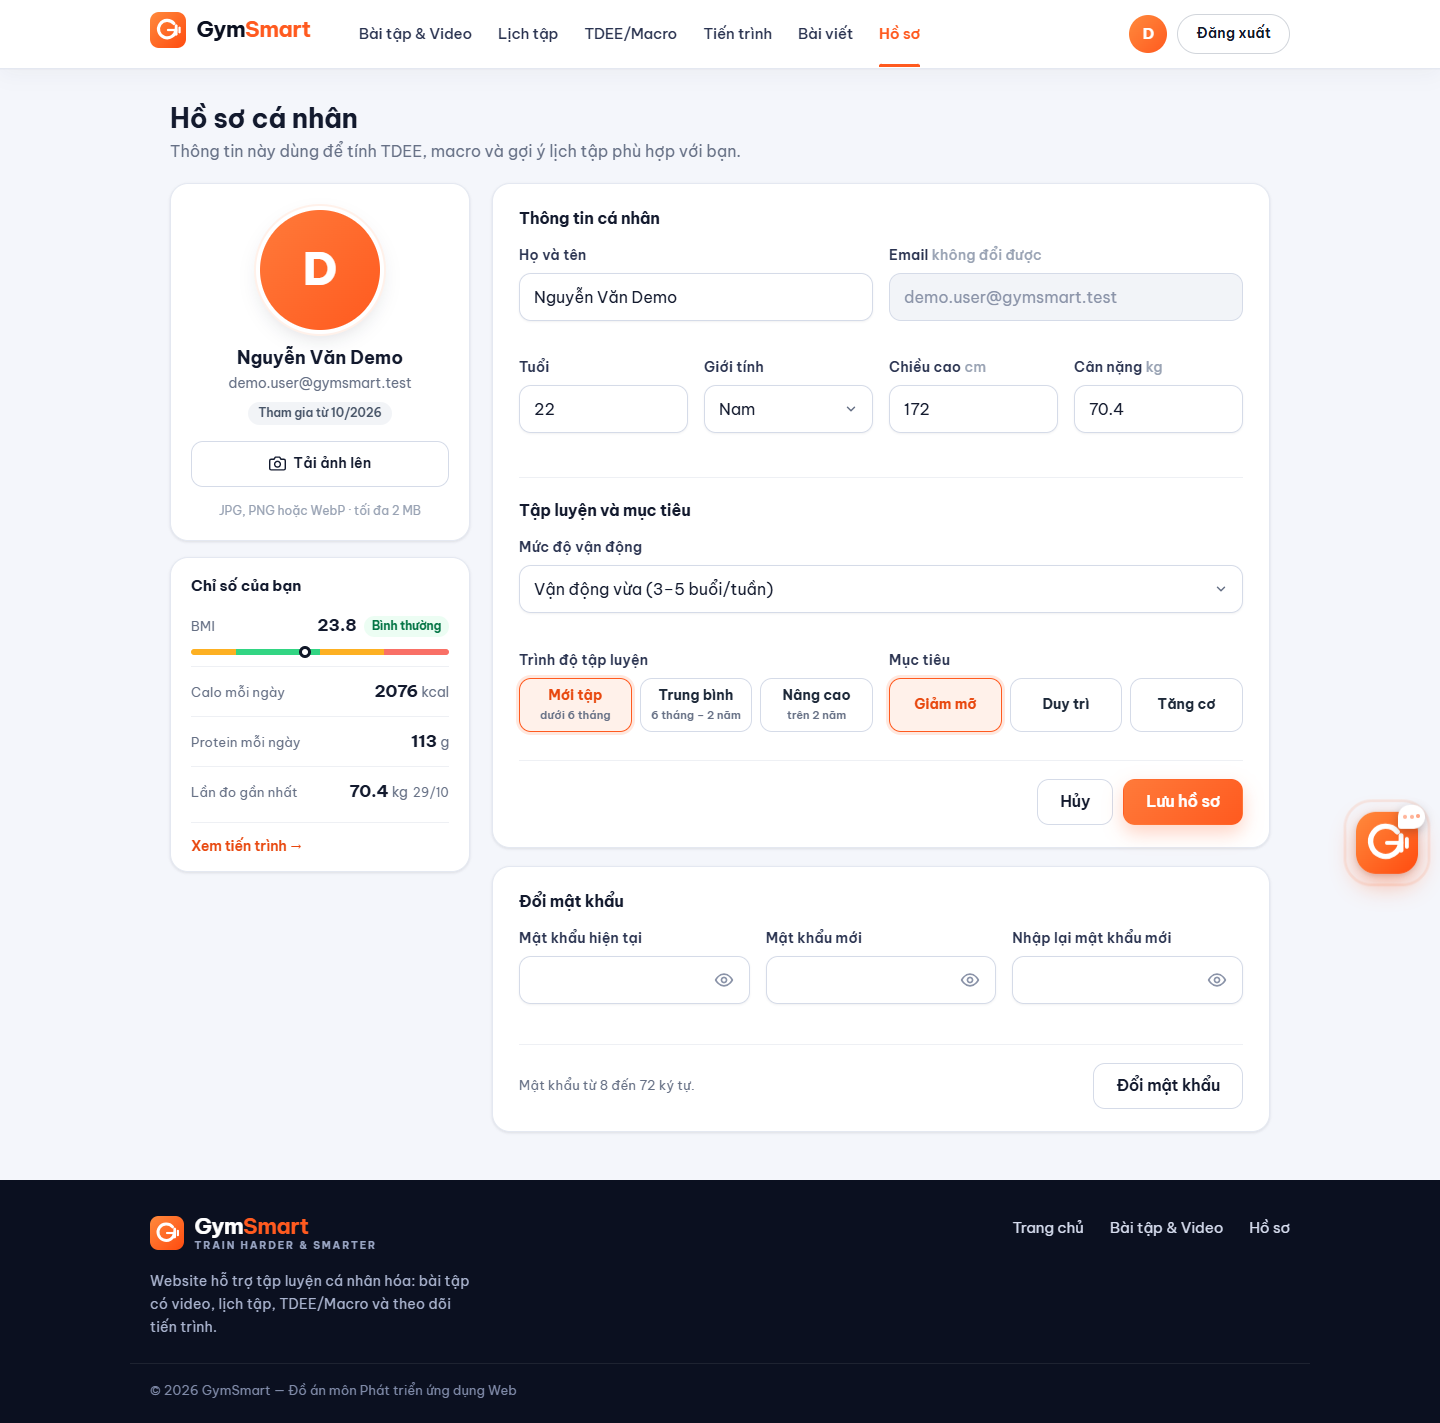 GymSmart
Bài tập & Video
Lịch tập
TDEE/Macro
Tiến trình
Bài viết
Hồ sơ
D
Đăng xuất
Hồ sơ cá nhân
Thông tin này dùng để tính TDEE, macro và gợi ý lịch tập phù hợp với bạn.
D
Nguyễn Văn Demo
demo.user@gymsmart.test
Tham gia từ 10/2026
Tải ảnh lên
JPG, PNG hoặc WebP · tối đa 2 MB
Chỉ số của bạn
BMI 23.8 Bình thường
Calo mỗi ngày 2076 kcal
Protein mỗi ngày 113 g
Lần đo gần nhất 70.4 kg 29/10
Xem tiến trình →
Thông tin cá nhân
Họ và tên
Nguyễn Văn Demo
Email không đổi được
demo.user@gymsmart.test
Tuổi
22
Giới tính
Nam
Chiều cao cm
172
Cân nặng kg
70.4
Tập luyện và mục tiêu
Mức độ vận động
Vận động vừa (3–5 buổi/tuần)
Trình độ tập luyện
Mới tập
dưới 6 tháng
Trung bình
6 tháng – 2 năm
Nâng cao
trên 2 năm
Mục tiêu
Giảm mỡ
Duy trì
Tăng cơ
Hủy
Lưu hồ sơ
Đổi mật khẩu
Mật khẩu hiện tại
Mật khẩu mới
Nhập lại mật khẩu mới
Mật khẩu từ 8 đến 72 ký tự.
Đổi mật khẩu
GymSmart
TRAIN HARDER & SMARTER
Website hỗ trợ tập luyện cá nhân hóa: bài tập
có video, lịch tập, TDEE/Macro và theo dõi
tiến trình.
Trang chủ
Bài tập & Video
Hồ sơ
© 2026 GymSmart — Đồ án môn Phát triển ứng dụng Web